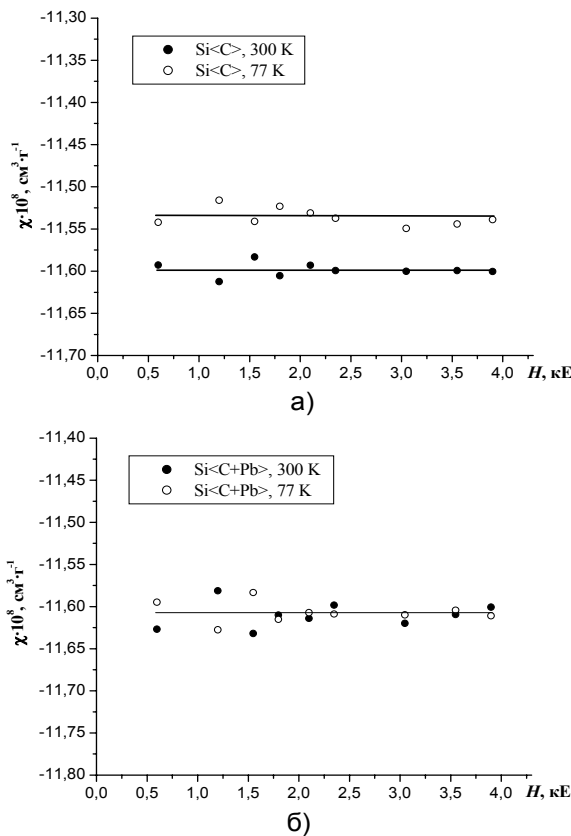 -11,30
-11,35
-11,40
-11,45
-11,50
-11,55
-11,60
-11,65
-11,70
χ·10⁸, см³·г⁻¹
Si<C>, 300 K
Si<C>, 77 K
0,0 0,5 1,0 1,5 2,0 2,5 3,0 3,5 4,0 H, кЕ
а)
-11,40
-11,45
-11,50
-11,55
-11,60
-11,65
-11,70
-11,75
-11,80
χ·10⁸, см³·г⁻¹
Si<C+Pb>, 300 K
Si<C+Pb>, 77 K
0,0 0,5 1,0 1,5 2,0 2,5 3,0 3,5 4,0 H, кЕ
б)